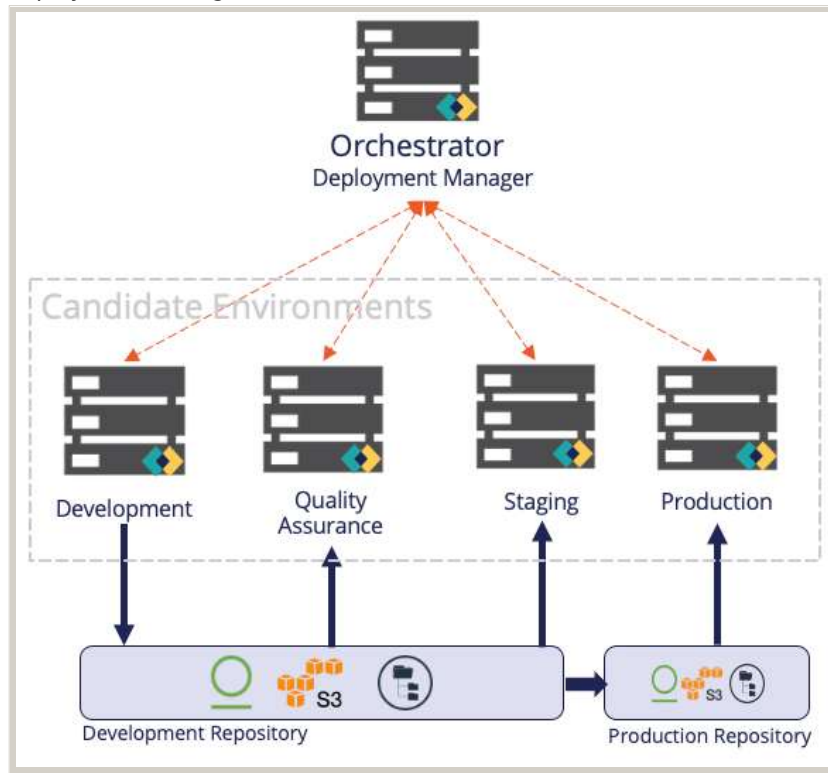 Orchestrator
Deployment Manager
Candidate Environments
Development
Quality
Assurance
Staging
Production
S3
S3
Development Repository
Production Repository